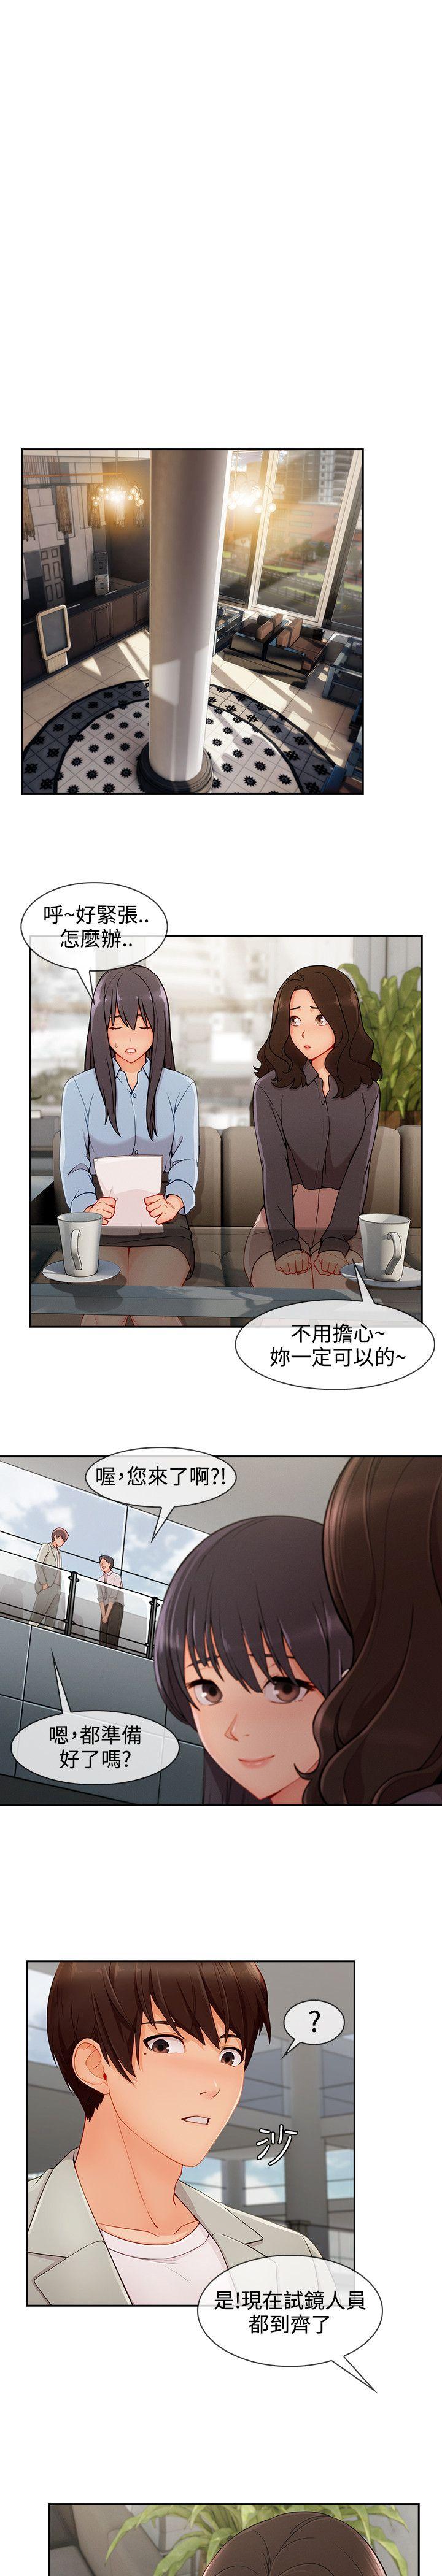 呼~好緊張..
怎麼辦..
不用擔心~
妳一定可以的~
喔,您來了啊?!
嗯,都準備
好了嗎?
?
沙
是!現在試鏡人員
都到齊了